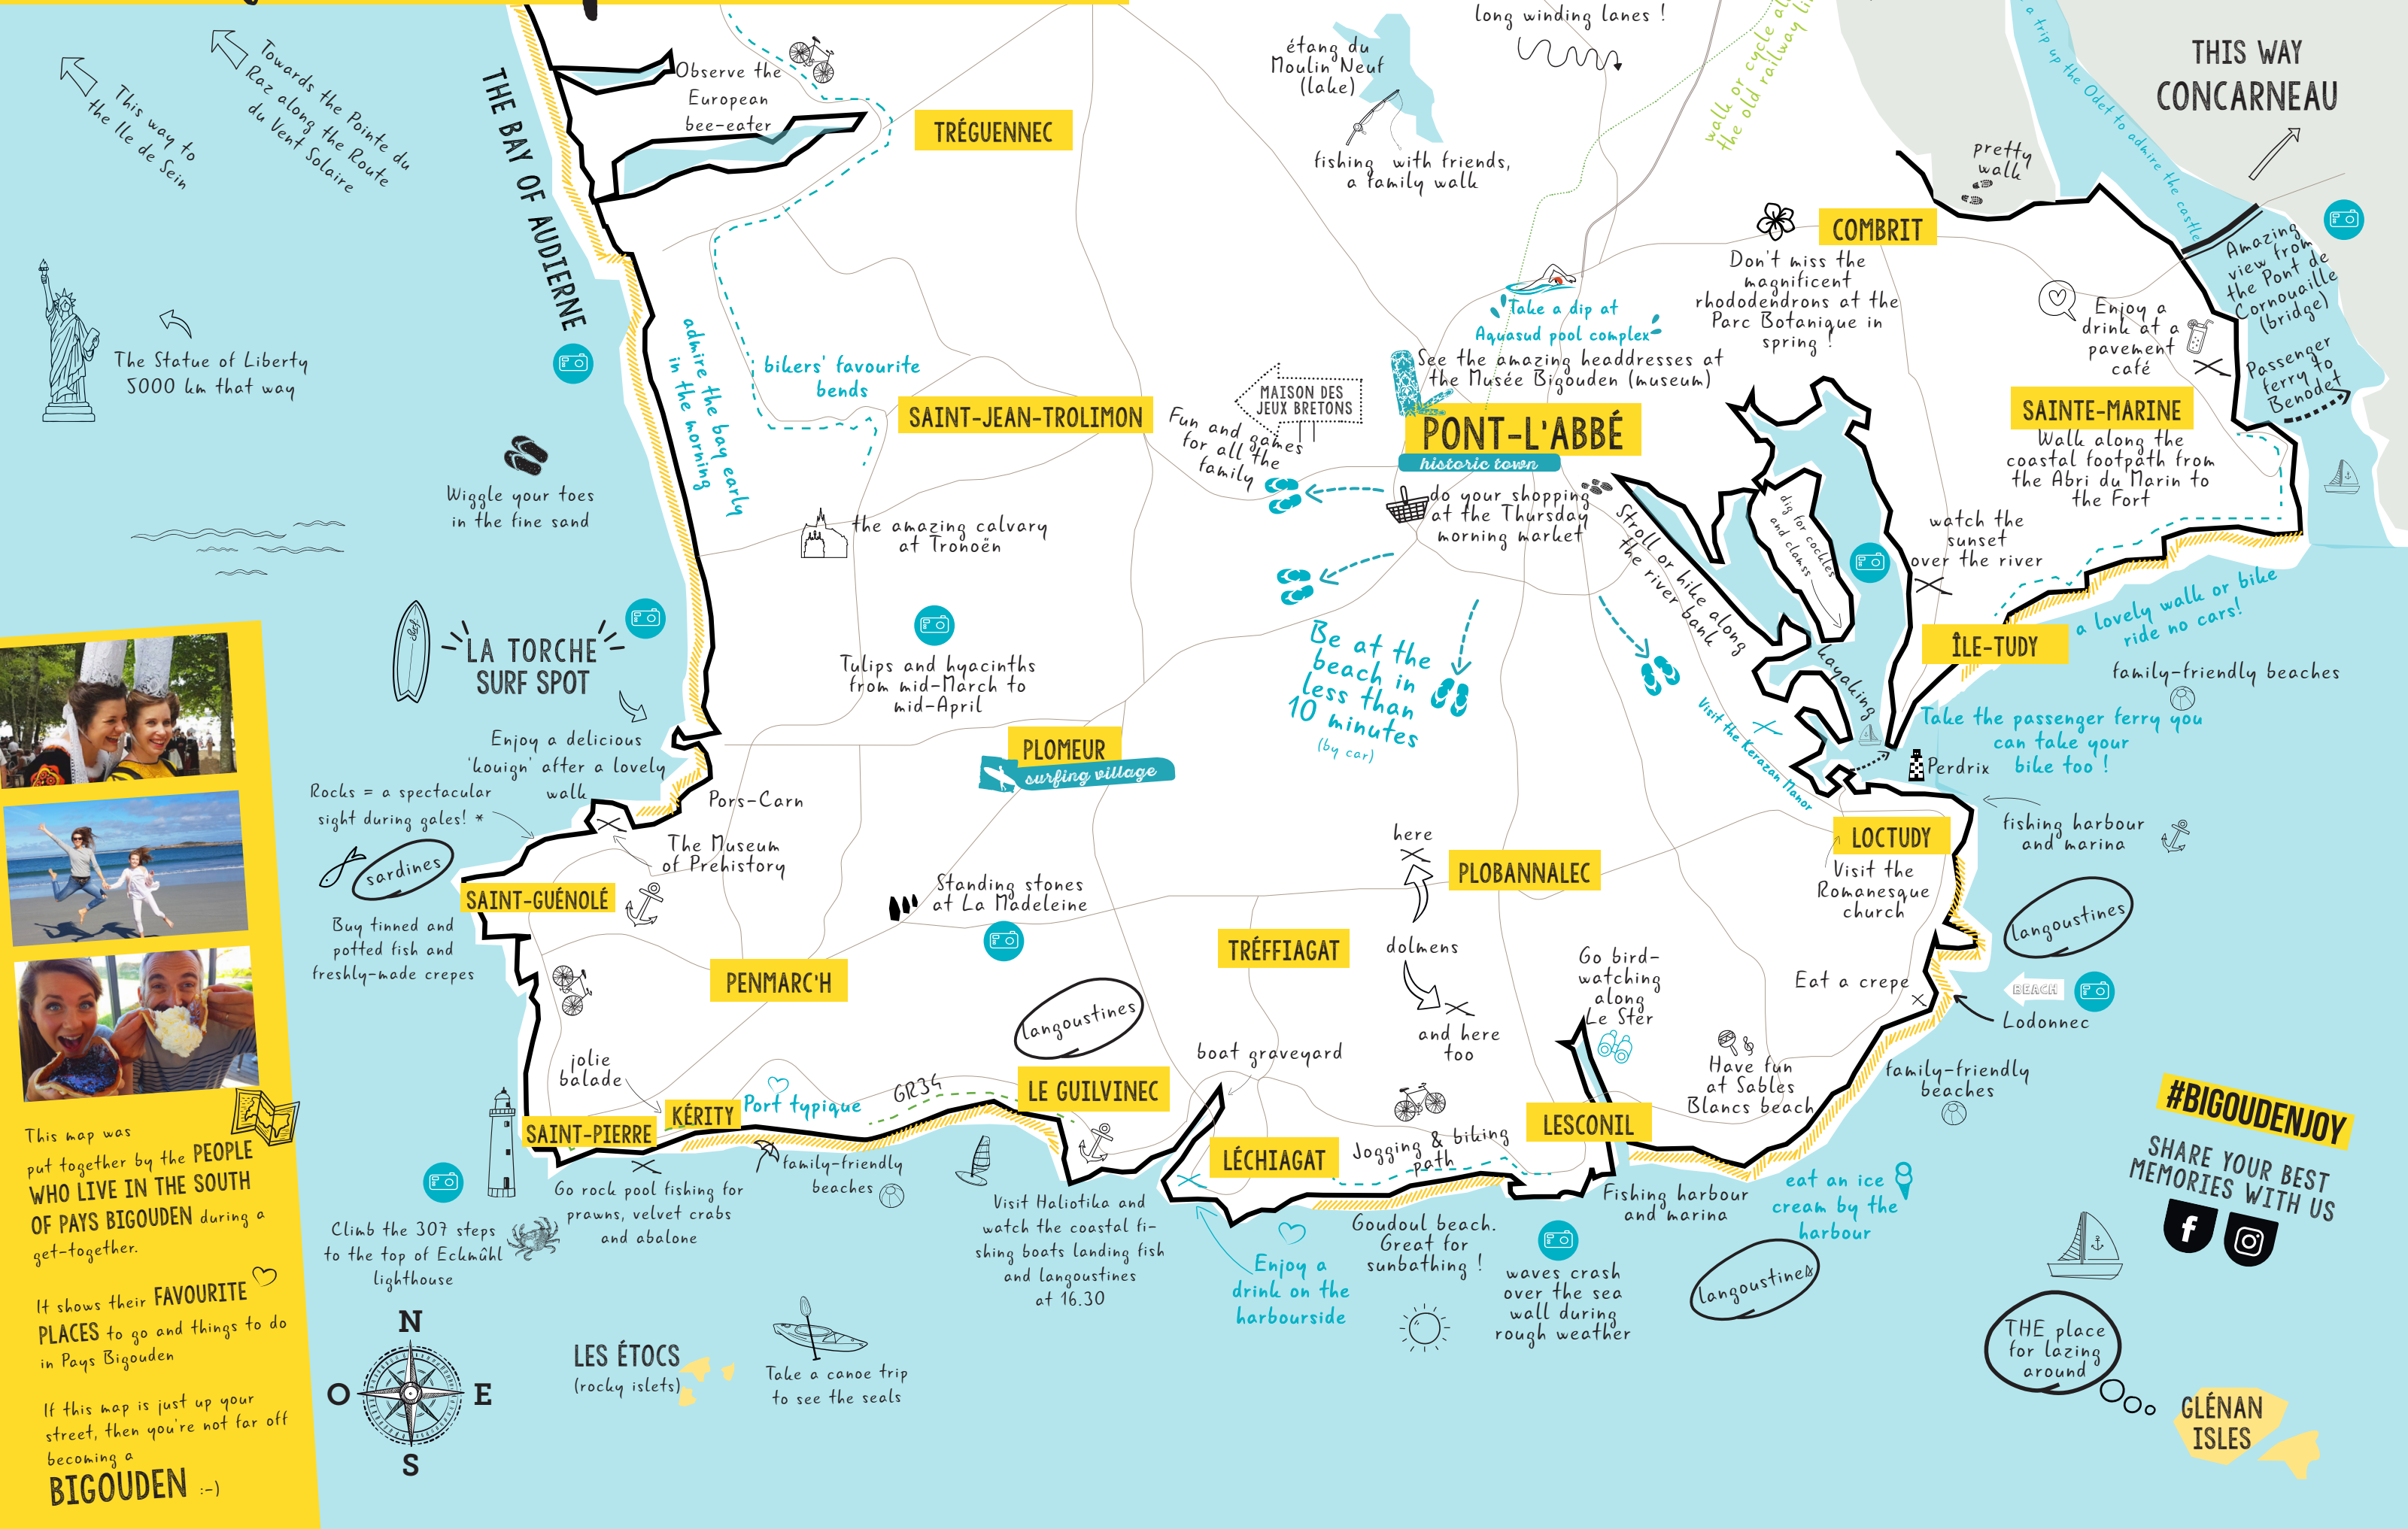 long winding lanes !
étang du
Moulin Neuf
(lake)
fishing with friends,
a family walk
walk or cycle
the old railway
a trip up the Odet to admire the castle
THIS WAY
CONCARNEAU
pretty
walk
This way to
the Ile de Sein
Towards the Pointe du
Raz along the Route
du Vent Solaire
THE BAY OF AUDIERNE
Observe the
European
bee-eater
TRÉGUENNEC
COMBRIT
Don't miss the
magnificent
rhododendrons at the
Parc Botanique in
spring !
Amazing
view from
the Pont de
Cornouaille
(bridge)
Enjoy a
drink at a
pavement
café
Passenger
ferry to
Benodet
The Statue of Liberty
5000 km that way
admire the bay early
in the morning
bikers' favourite
bends
SAINT-JEAN-TROLIMON
MAISON DES
JEUX BRETONS
Fun and games
for all the
family
Take a dip at
Aquasud pool complex
See the amazing headdresses at
the Musée Bigouden (museum)
PONT-L'ABBÉ
historic town
do your shopping
at the Thursday
morning market
SAINTE-MARINE
Walk along the
coastal footpath from
the Abri du Marin to
the Fort
Wiggle your toes
in the fine sand
the amazing calvary
at Tronoën
Stroll or hike along
the river bank
dig for cockles
and clamss
watch the
sunset
over the river
ÎLE-TUDY
a lovely walk or bike
ride no cars!
family-friendly beaches
LA TORCHE
SURF SPOT
Tulips and hyacinths
from mid-March to
mid-April
Be at the
beach in
less than
10 minutes
(by car)
kayaking
Visit the Kerazan Manor
Take the passenger ferry you
can take your
bike too !
Perdrix
Enjoy a delicious
'kouign' after a lovely
walk
PLOMEUR
surfing village
Rocks = a spectacular
sight during gales! *
Pors-Carn
The Museum
of Prehistory
sardines
SAINT-GUÉNOLÉ
Buy tinned and
potted fish and
freshly-made crepes
Standing stones
at La Madeleine
here
dolmens
and here
too
PLOBANNALEC
LOCTUDY
Visit the
Romanesque
church
fishing harbour
and marina
langoustines
PENMARC'H
TRÉFFIAGAT
Go bird-
watching
along
Le Ster
Eat a crepe
BEACH
Lodonnec
family-friendly
beaches
langoustines
boat graveyard
Have fun
at Sables
Blancs beach
jolie
balade
KÉRITY
Port typique
GR34
LE GUILVINEC
SAINT-PIERRE
LÉCHIAGAT
Jogging & biking
path
LESCONIL
Climb the 307 steps
to the top of Eckmûhl
lighthouse
Go rock pool fishing for
prawns, velvet crabs
and abalone
family-friendly
beaches
Visit Haliotika and
watch the coastal fi-
shing boats landing fish
and langoustines
at 16.30
Enjoy a
drink on the
harbourside
Goudoul beach.
Great for
sunbathing !
waves crash
over the sea
wall during
rough weather
Fishing harbour
and marina
eat an ice
cream by the
harbour
langoustines
#BIGOUDENJOY
SHARE YOUR BEST
MEMORIES WITH US
THE place
for lazing
around
GLÉNAN
ISLES
LES ÉTOCS
(rocky islets)
Take a canoe trip
to see the seals
N
O
E
S
This map was
put together by the PEOPLE
WHO LIVE IN THE SOUTH
OF PAYS BIGOUDEN during a
get-together.
It shows their FAVOURITE
PLACES to go and things to do
in Pays Bigouden
If this map is just up your
street, then you're not far off
becoming a
BIGOUDEN :-)